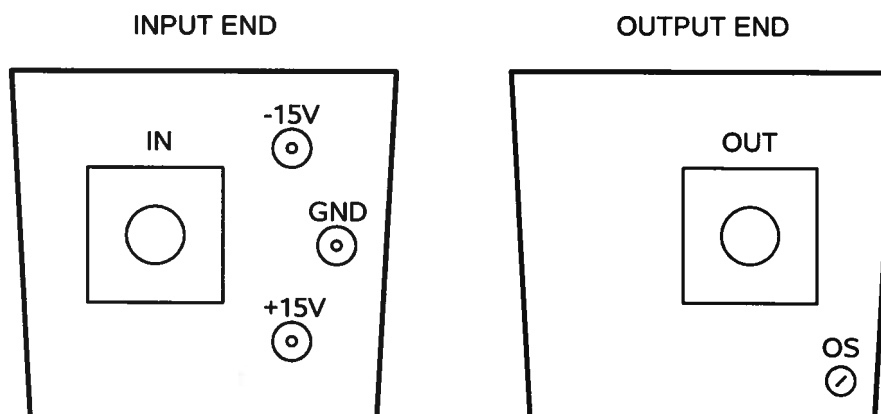 INPUT END
-15V
IN
GND
+15V
OUTPUT END
OUT
OS